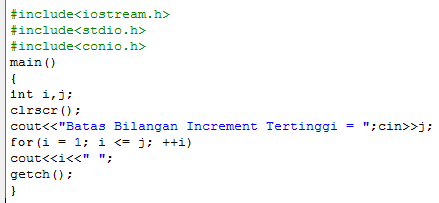 #include<iostream.h>
#include<stdio.h>
#include<conio.h>
main()
{
int i,j;
clrscr();
cout<<"Batas Bilangan Increment Tertinggi = ";cin>>j;
for(i = 1; i <= j; ++i)
cout<<i<<" ";
getch();
}